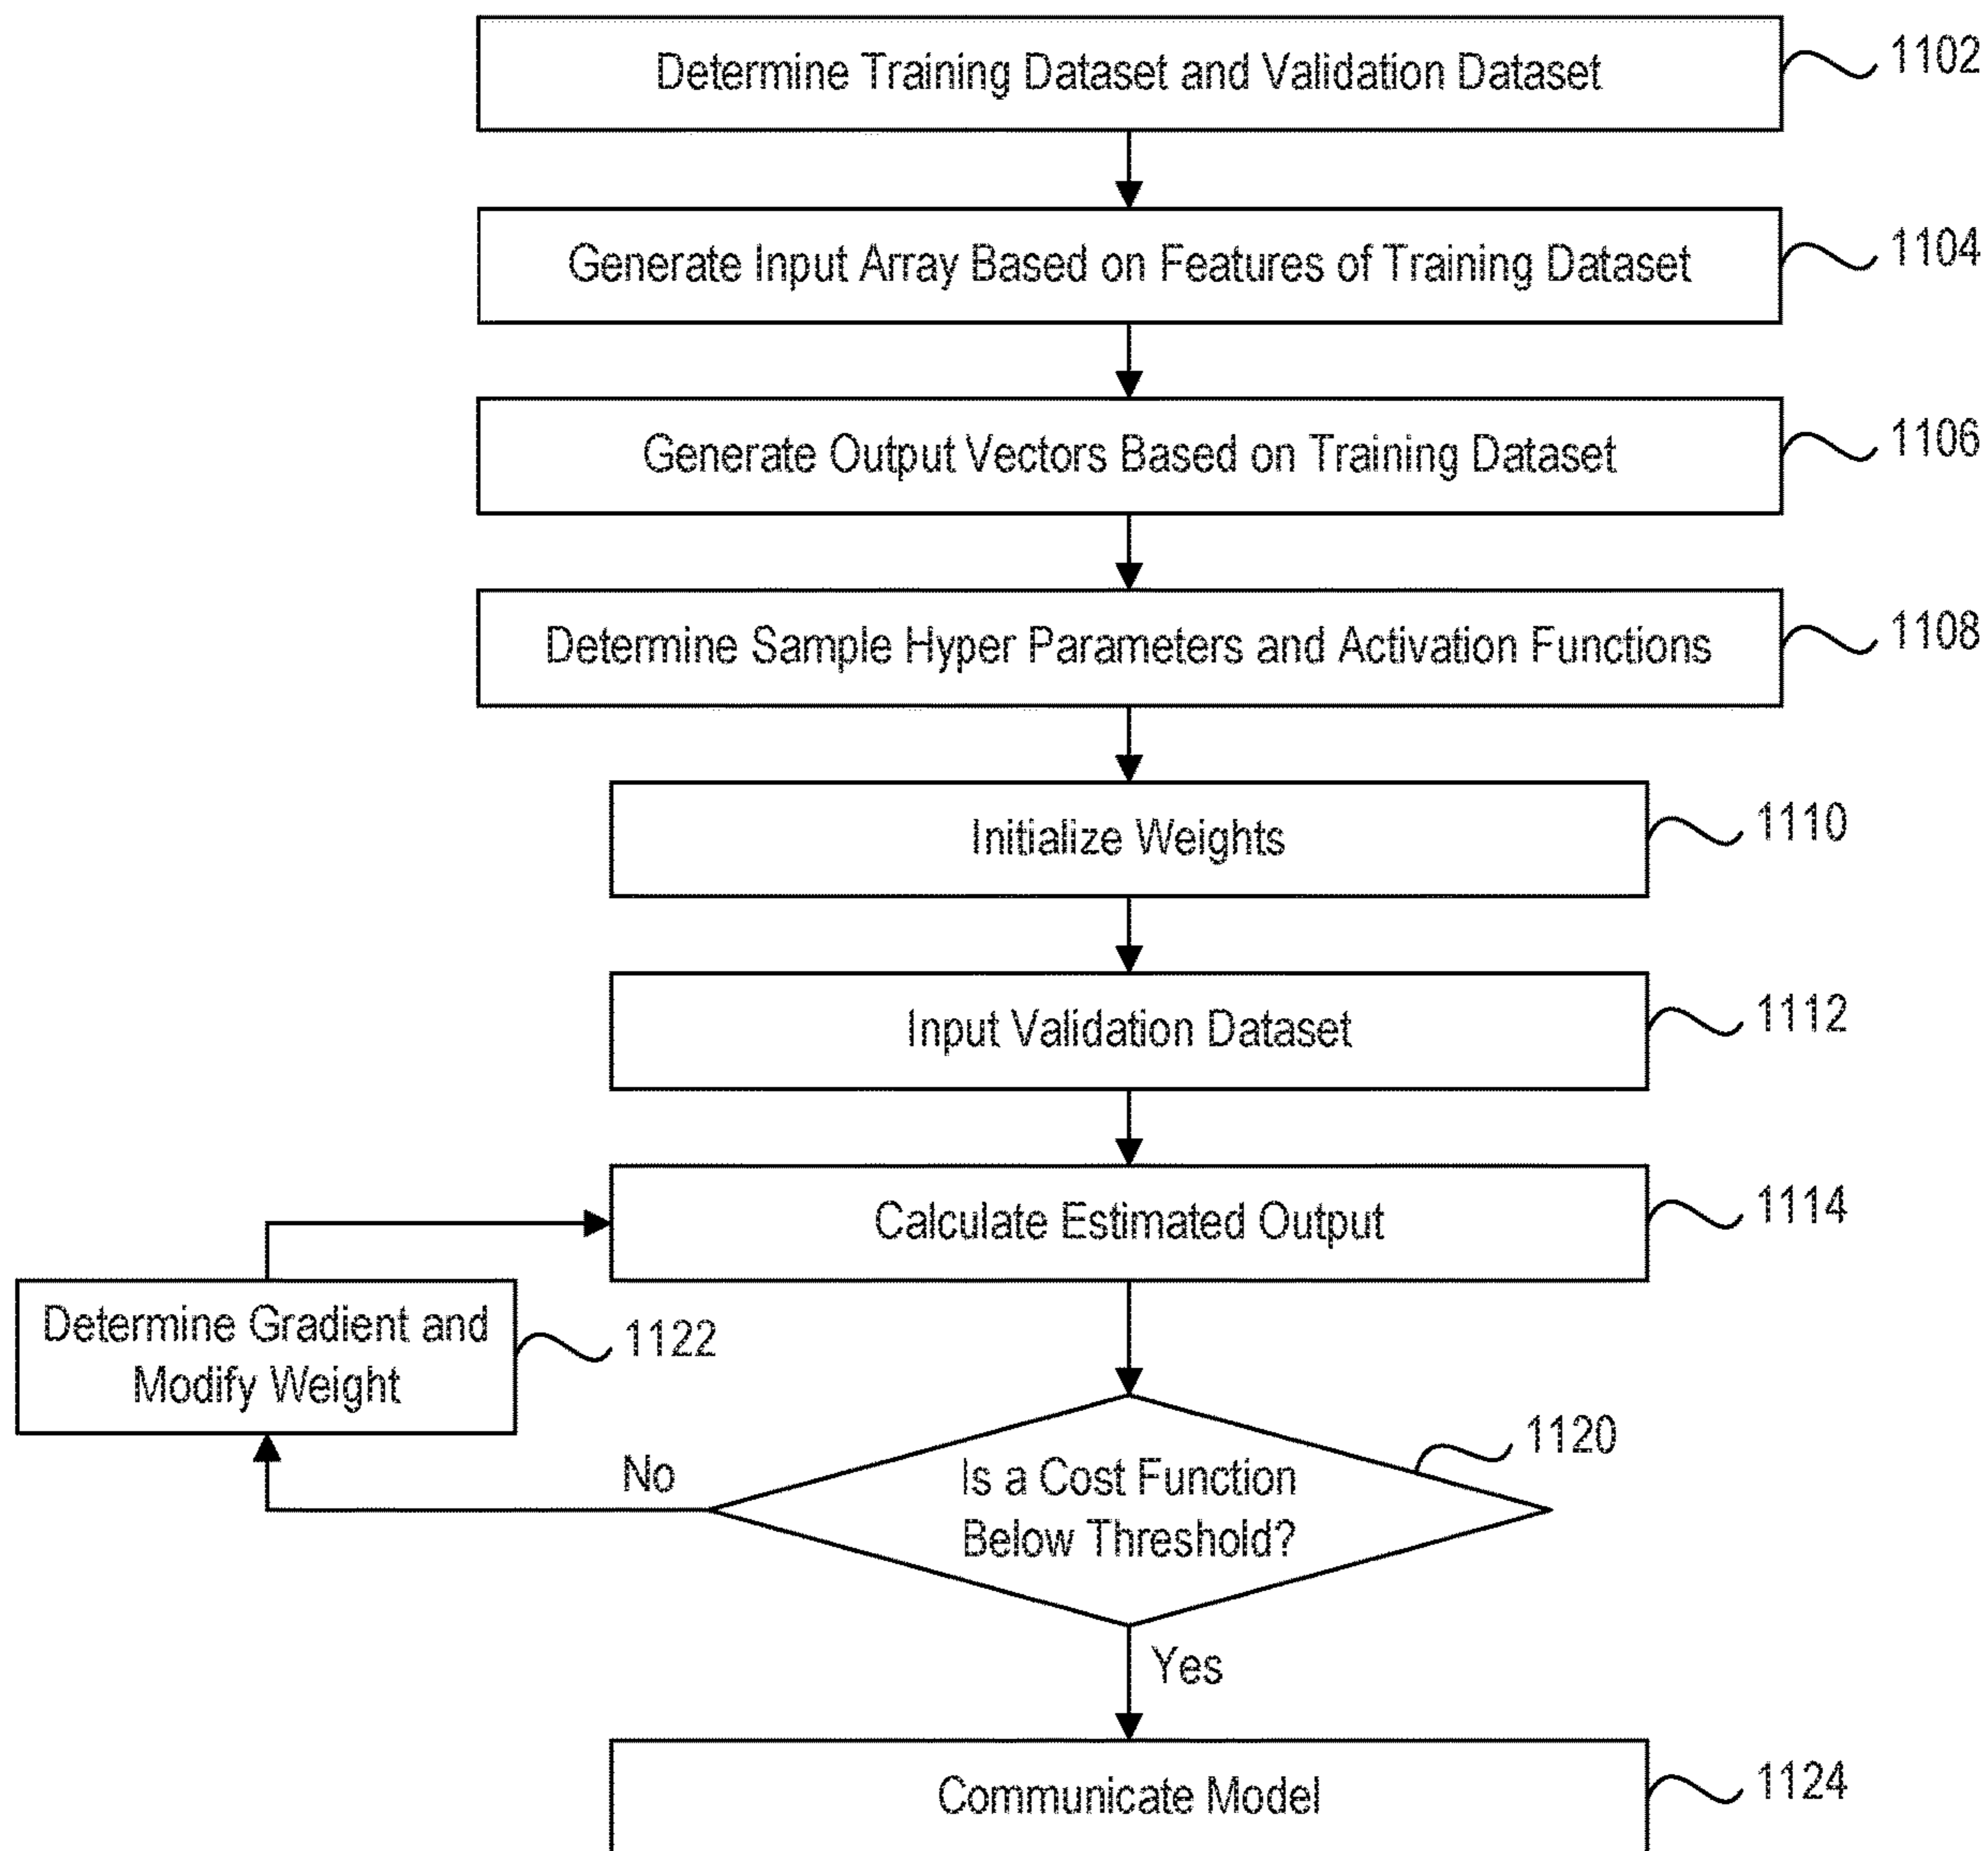 Determine Training Dataset and Validation Dataset
1102
Generate Input Array Based on Features of Training Dataset
1104
Generate Output Vectors Based on Training Dataset
1106
Determine Sample Hyper Parameters and Activation Functions
1108
Initialize Weights
1110
Input Validation Dataset
1112
Calculate Estimated Output
1114
Determine Gradient and
Modify Weight
1122
No
Is a Cost Function
Below Threshold?
1120
Yes
Communicate Model
1124